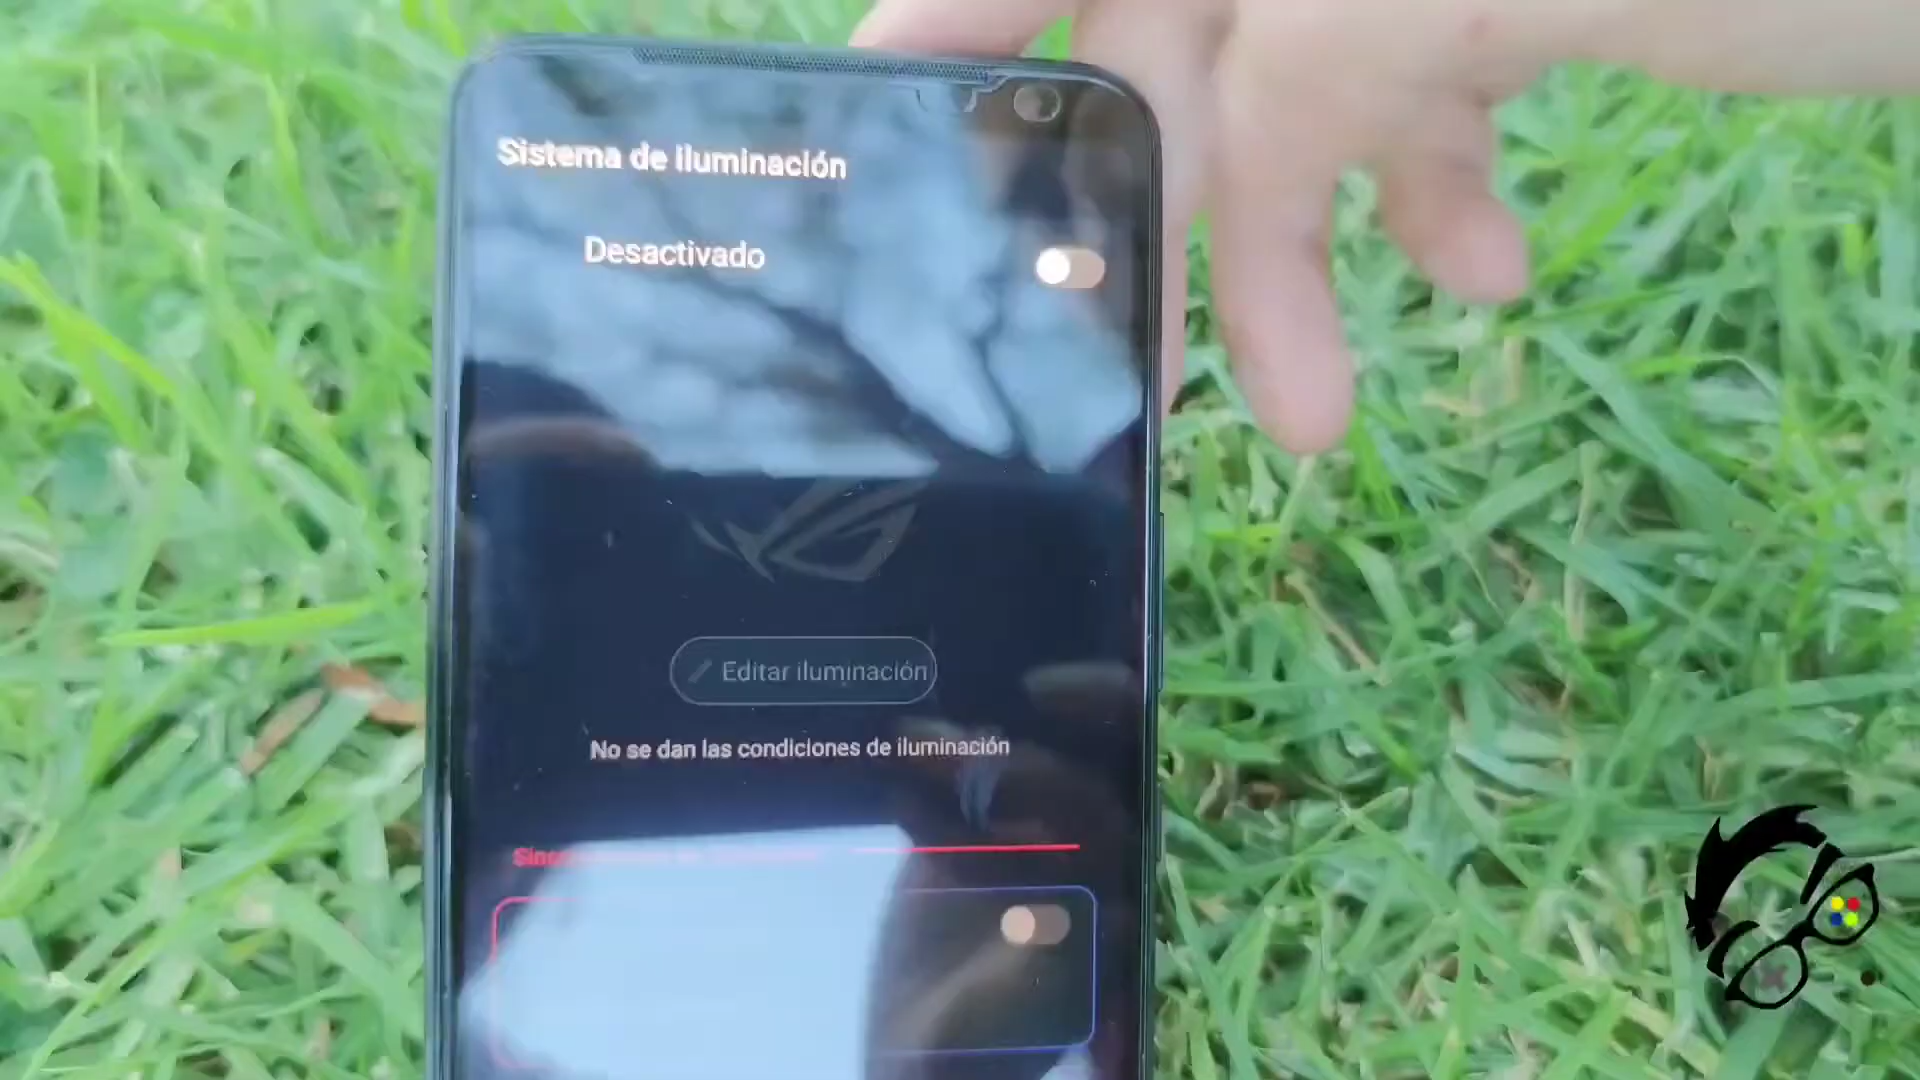 Sistema de iluminación
Desactivado
Editar iluminación
No se dan las condiciones de iluminación